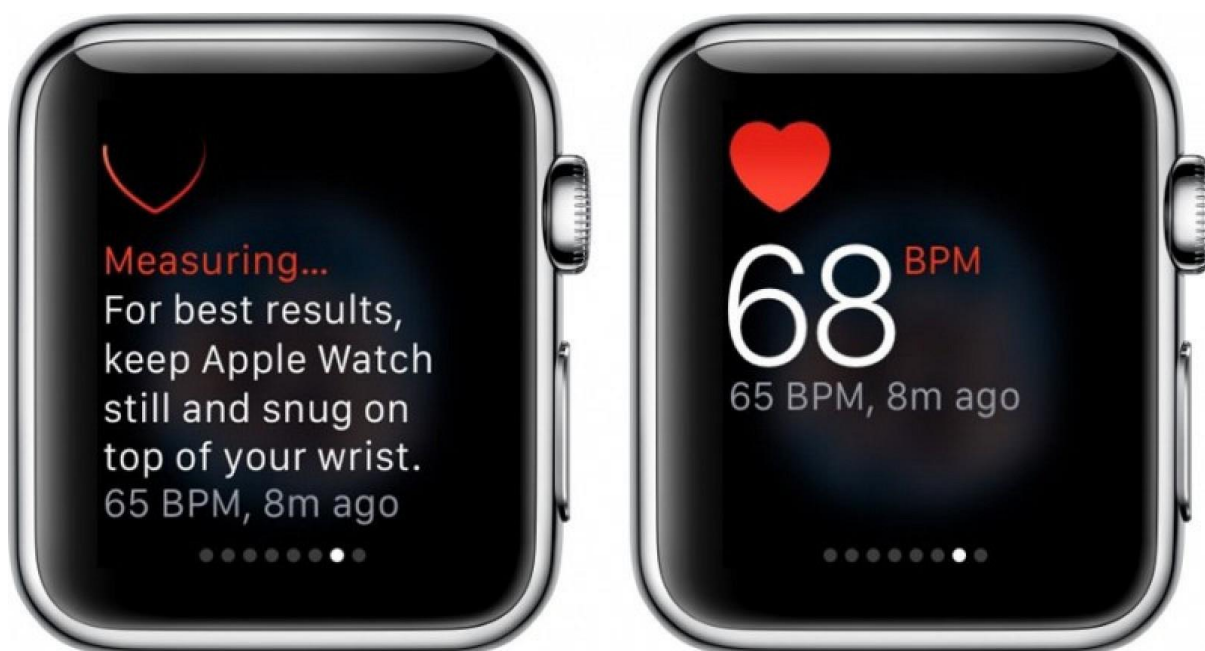 Measuring...
For best results,
keep Apple Watch
still and snug on
top of your wrist.
65 BPM, 8m ago
68 BPM
65 BPM, 8m ago